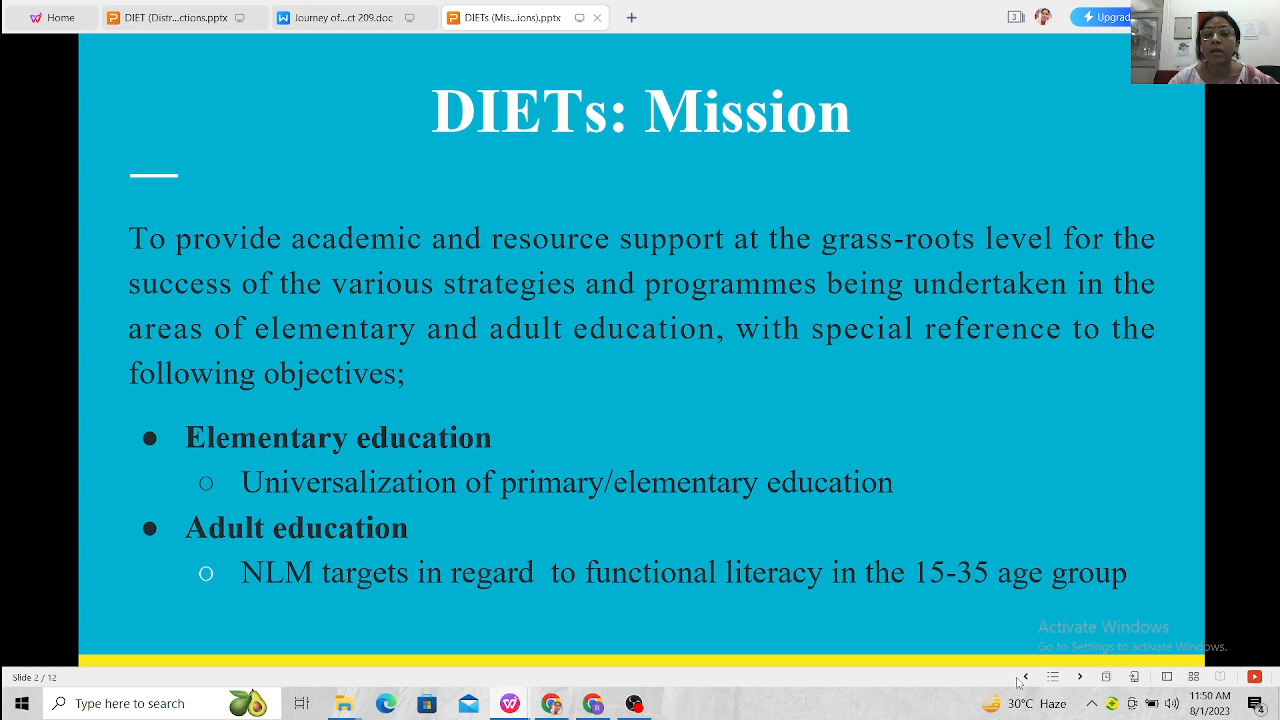 Home
DIET (Distr...cations.pptx
Journey of ct 209.doc
DIETs (Mis...ions).pptx
3
Upgrad
DIETs: Mission
To provide academic and resource support at the grass-roots level for the
success of the various strategies and programmes being undertaken in the
areas of elementary and adult education, with special reference to the
following objectives;
Elementary education
Universalization of primary/elementary education
Adult education
NLM targets in regard to functional literacy in the 15-35 age group
Activate Windows
Go to Settings to activate Windows.
Slide 2 / 12
Type here to search
30°C Haze
11:50 AM
8/1/2023
4